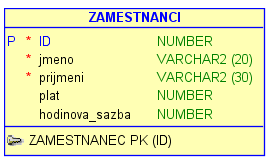 ZAMESTNANCI
P * ID NUMBER
* jmeno VARCHAR2 (20)
* prijmeni VARCHAR2 (30)
plat NUMBER
hodinova_sazba NUMBER
ZAMESTNANEC PK (ID)